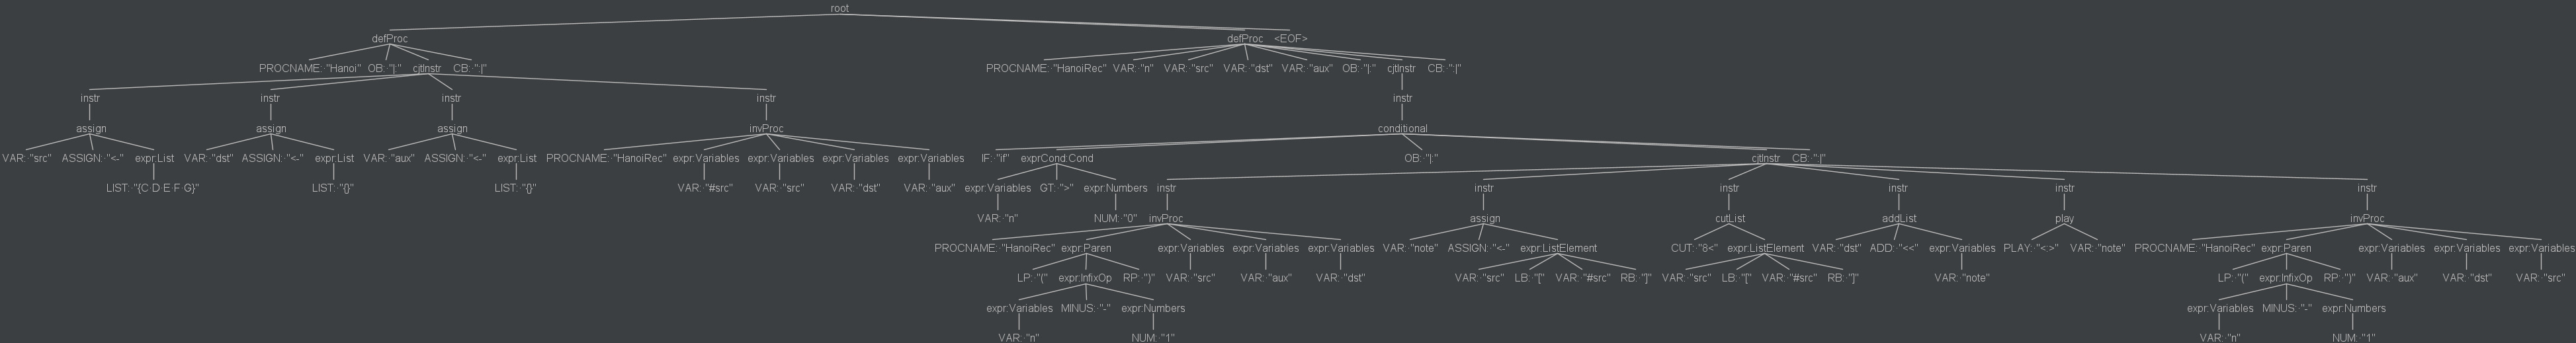 root
defProc defProc <EOF>
PROCNAME:·"Hanoi" OB:·"|:" cjtInstr CB:·":|" PROCNAME:·"HanoiRec" VAR:·"n" VAR:·"src" VAR:·"dst" VAR:·"aux" OB:·"|:" cjtInstr CB:·":|"
instr instr instr instr instr
assign assign assign invProc conditional
VAR:·"src" ASSIGN:·"<-" expr:List VAR:·"dst" ASSIGN:·"<-" expr:List VAR:·"aux" ASSIGN:·"<-" expr:List PROCNAME:·"HanoiRec" expr:Variables expr:Variables expr:Variables expr:Variables IF:·"if" exprCond:Cond OB:·"|:" cjtInstr CB:·":|"
LIST:·"{C·D·E·F·G}" LIST:·"{}" LIST:·"{}" VAR:·"#src" VAR:·"src" VAR:·"dst" VAR:·"aux" expr:Variables GT:·">" expr:Numbers instr instr instr instr instr instr
VAR:·"n" NUM:·"0" invProc assign cutList addList play invProc
PROCNAME:·"HanoiRec" expr:Paren expr:Variables expr:Variables expr:Variables VAR:·"note" ASSIGN:·"<-" expr:ListElement CUT:·"8<" expr:ListElement VAR:·"dst" ADD:·"<<" expr:Variables PLAY:·"<:>" VAR:·"note" PROCNAME:·"HanoiRec" expr:Paren expr:Variables expr:Variables expr:Variables
LP:·"(" expr:InfixOp RP:·")" VAR:·"src" VAR:·"aux" VAR:·"dst" VAR:·"src" LB:·"[" VAR:·"#src" RB:·"]" VAR:·"src" LB:·"[" VAR:·"#src" RB:·"]" VAR:·"note" LP:·"(" expr:InfixOp RP:·")" VAR:·"aux" VAR:·"dst" VAR:·"src"
expr:Variables MINUS:·"-" expr:Numbers expr:Variables MINUS:·"-" expr:Numbers
VAR:·"n" NUM:·"1" VAR:·"n" NUM:·"1"